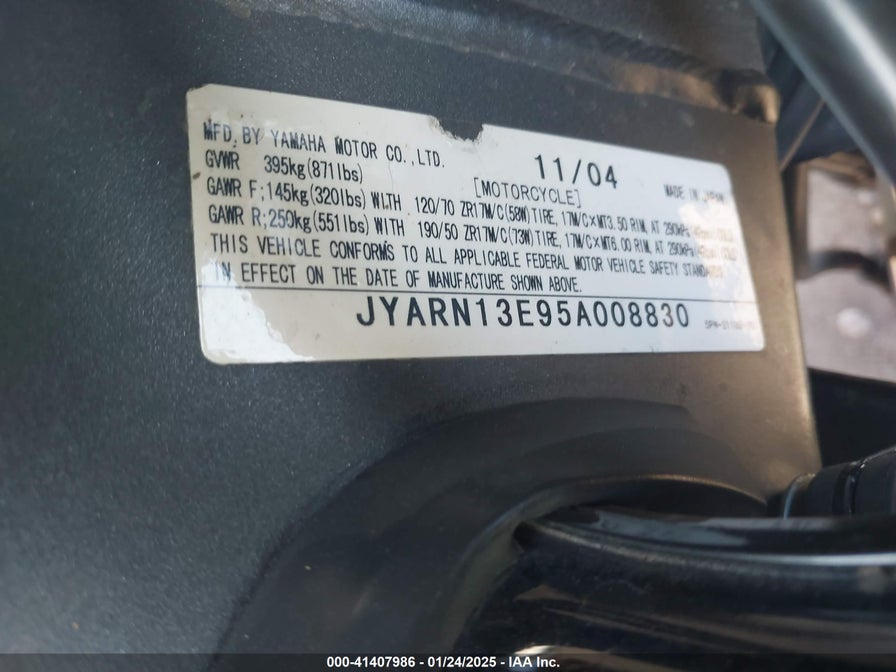 MFD. BY YAMAHA MOTOR CO.,LTD. 11/04 MADE IN JAPAN
GVWR 395kg(871lbs) [MOTORCYCLE]
GAWR F;145kg(320lbs) WITH 120/70 ZR17M/C(58W)TIRE, 17M/C×MT3.50 RIM, AT 290kPa
GAWR R;250kg(551lbs) WITH 190/50 ZR17M/C(73W)TIRE, 17M/C×MT6.00 RIM, AT 290kPa
THIS VEHICLE CONFORMS TO ALL APPLICABLE FEDERAL MOTOR VEHICLE SAFETY STANDARDS
IN EFFECT ON THE DATE OF MANUFACTURE SHOWN ABOVE.
JYARN13E95A008830
000-41407986 - 01/24/2025 - IAA Inc.